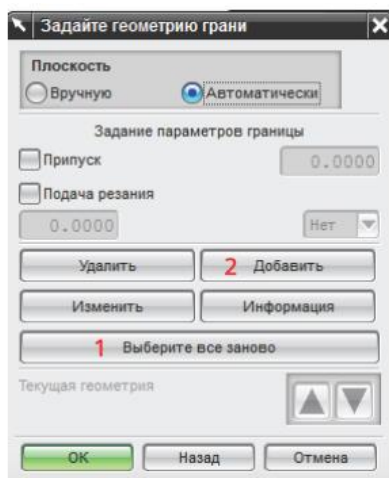 Задайте геометрию грани
Плоскость
Вручную Автоматически
Задание параметров границы
Припуск 0.0000
Подача резания
0.0000 Нет
Удалить 2 Добавить
Изменить Информация
1 Выберите все заново
Текущая геометрия
OK Назад Отмена